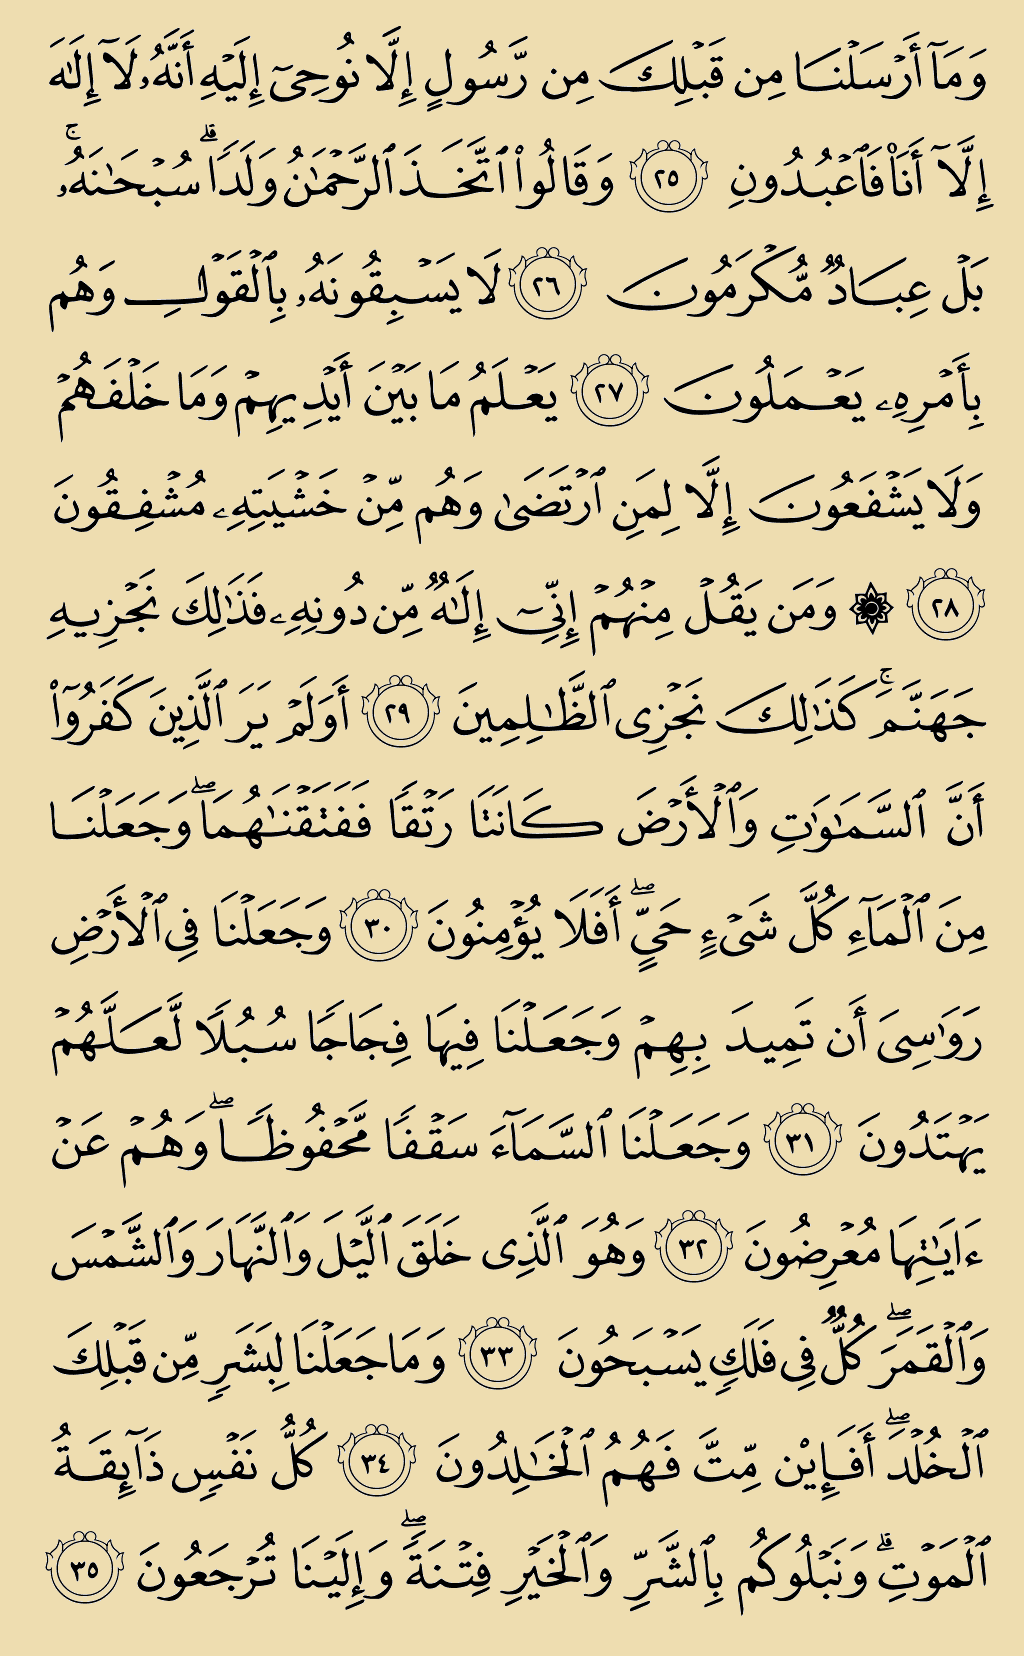 وَمَآ أَرۡسَلۡنَا مِن قَبۡلِكَ مِن رَّسُولٍ إِلَّا نُوحِيٓ إِلَيۡهِ أَنَّهُۥ لَآ إِلَٰهَ
إِلَّآ أَنَا۠ فَٱعۡبُدُونِ ٢٥ وَقَالُواْ ٱتَّخَذَ ٱلرَّحۡمَٰنُ وَلَدٗاۗ سُبۡحَٰنَهُۥۚ
بَلۡ عِبَادٞ مُّكۡرَمُونَ ٢٦ لَا يَسۡبِقُونَهُۥ بِٱلۡقَوۡلِ وَهُم
بِأَمۡرِهِۦ يَعۡمَلُونَ ٢٧ يَعۡلَمُ مَا بَيۡنَ أَيۡدِيهِمۡ وَمَا خَلۡفَهُمۡ
وَلَا يَشۡفَعُونَ إِلَّا لِمَنِ ٱرۡتَضَىٰ وَهُم مِّنۡ خَشۡيَتِهِۦ مُشۡفِقُونَ
٢٨ ۞ وَمَن يَقُلۡ مِنۡهُمۡ إِنِّيٓ إِلَٰهٞ مِّن دُونِهِۦ فَذَٰلِكَ نَجۡزِيهِ
جَهَنَّمَۚ كَذَٰلِكَ نَجۡزِي ٱلظَّٰلِمِينَ ٢٩ أَوَلَمۡ يَرَ ٱلَّذِينَ كَفَرُوٓاْ
أَنَّ ٱلسَّمَٰوَٰتِ وَٱلۡأَرۡضَ كَانَتَا رَتۡقٗا فَفَتَقۡنَٰهُمَاۖ وَجَعَلۡنَا
مِنَ ٱلۡمَآءِ كُلَّ شَيۡءٍ حَيٍّۖ أَفَلَا يُؤۡمِنُونَ ٣٠ وَجَعَلۡنَا فِي ٱلۡأَرۡضِ
رَوَٰسِيَ أَن تَمِيدَ بِهِمۡ وَجَعَلۡنَا فِيهَا فِجَاجٗا سُبُلٗا لَّعَلَّهُمۡ
يَهۡتَدُونَ ٣١ وَجَعَلۡنَا ٱلسَّمَآءَ سَقۡفٗا مَّحۡفُوظٗاۖ وَهُمۡ عَنۡ
ءَايَٰتِهَا مُعۡرِضُونَ ٣٢ وَهُوَ ٱلَّذِي خَلَقَ ٱلَّيۡلَ وَٱلنَّهَارَ وَٱلشَّمۡسَ
وَٱلۡقَمَرَۖ كُلّٞ فِي فَلَكٖ يَسۡبَحُونَ ٣٣ وَمَا جَعَلۡنَا لِبَشَرٖ مِّن قَبۡلِكَ
ٱلۡخُلۡدَۖ أَفَإِيْن مِّتَّ فَهُمُ ٱلۡخَٰلِدُونَ ٣٤ كُلُّ نَفۡسٖ ذَآئِقَةُ
ٱلۡمَوۡتِۗ وَنَبۡلُوكُم بِٱلشَّرِّ وَٱلۡخَيۡرِ فِتۡنَةٗۖ وَإِلَيۡنَا تُرۡجَعُونَ ٣٥